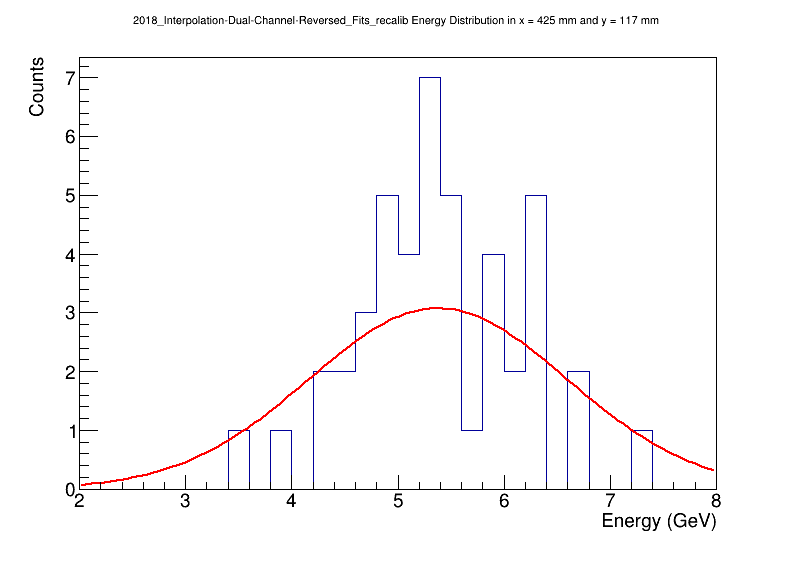 2018_Interpolation-Dual-Channel-Reversed_Fits_recalib Energy Distribution in x = 425 mm and y = 117 mm
Counts
7
6
5
4
3
2
1
0
2 3 4 5 6 7 8
Energy (GeV)